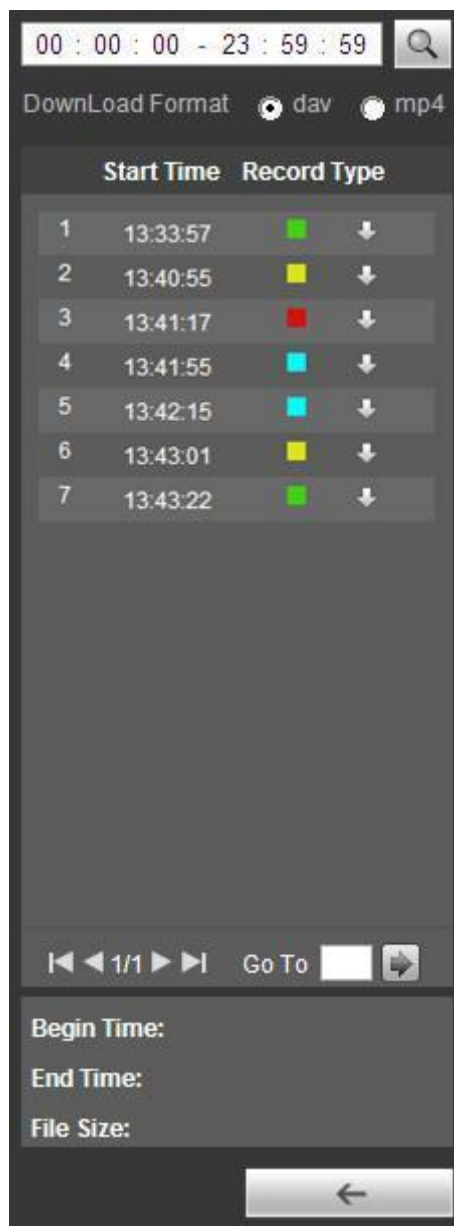 00 : 00 : 00 - 23 : 59 : 59
DownLoad Format dav mp4
Start Time Record Type
1 13:33:57
2 13:40:55
3 13:41:17
4 13:41:55
5 13:42:15
6 13:43:01
7 13:43:22
1/1 Go To
Begin Time:
End Time:
File Size: